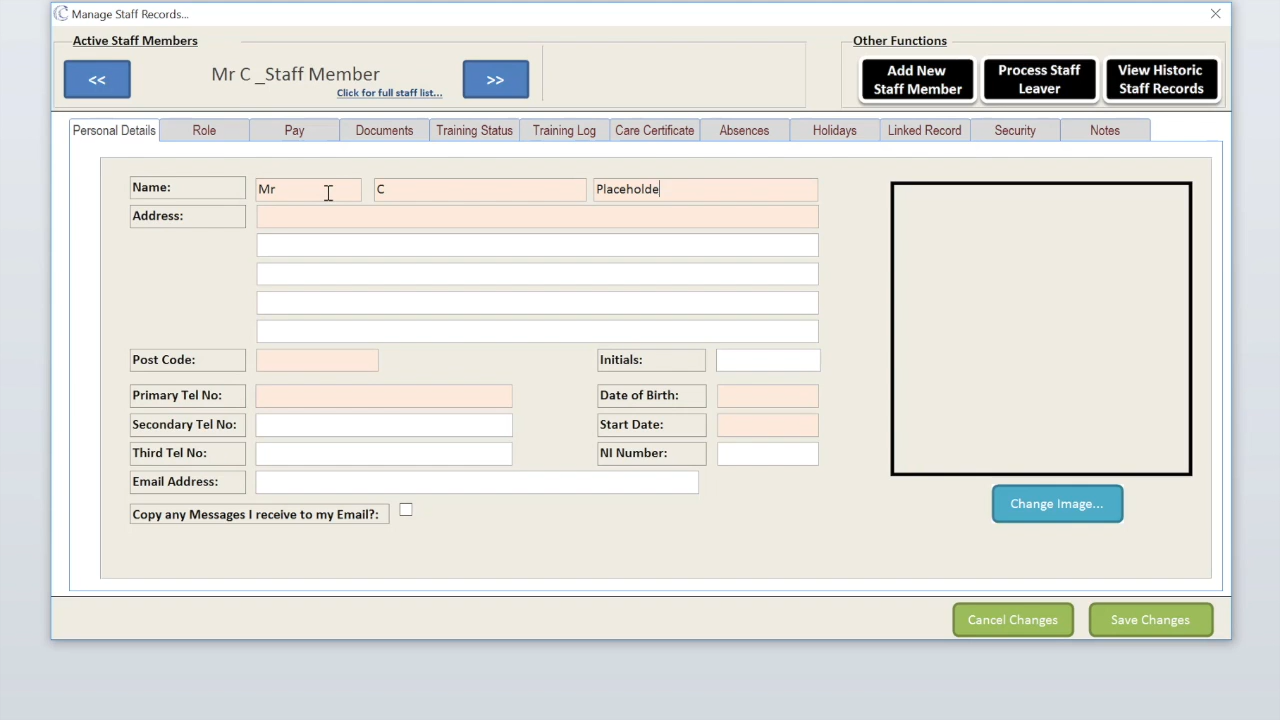 Manage Staff Records...
Active Staff Members
Other Functions
<<
Mr C _Staff Member
Click for full staff list...
>>
Add New
Staff Member
Process Staff
Leaver
View Historic
Staff Records
Personal Details Role Pay Documents Training Status Training Log Care Certificate Absences Holidays Linked Record Security Notes
Name: Mr C Placeholde
Address:
Post Code: Initials:
Primary Tel No: Date of Birth:
Secondary Tel No: Start Date:
Third Tel No: NI Number:
Email Address:
Change Image...
Copy any Messages I receive to my Email?:
Cancel Changes Save Changes